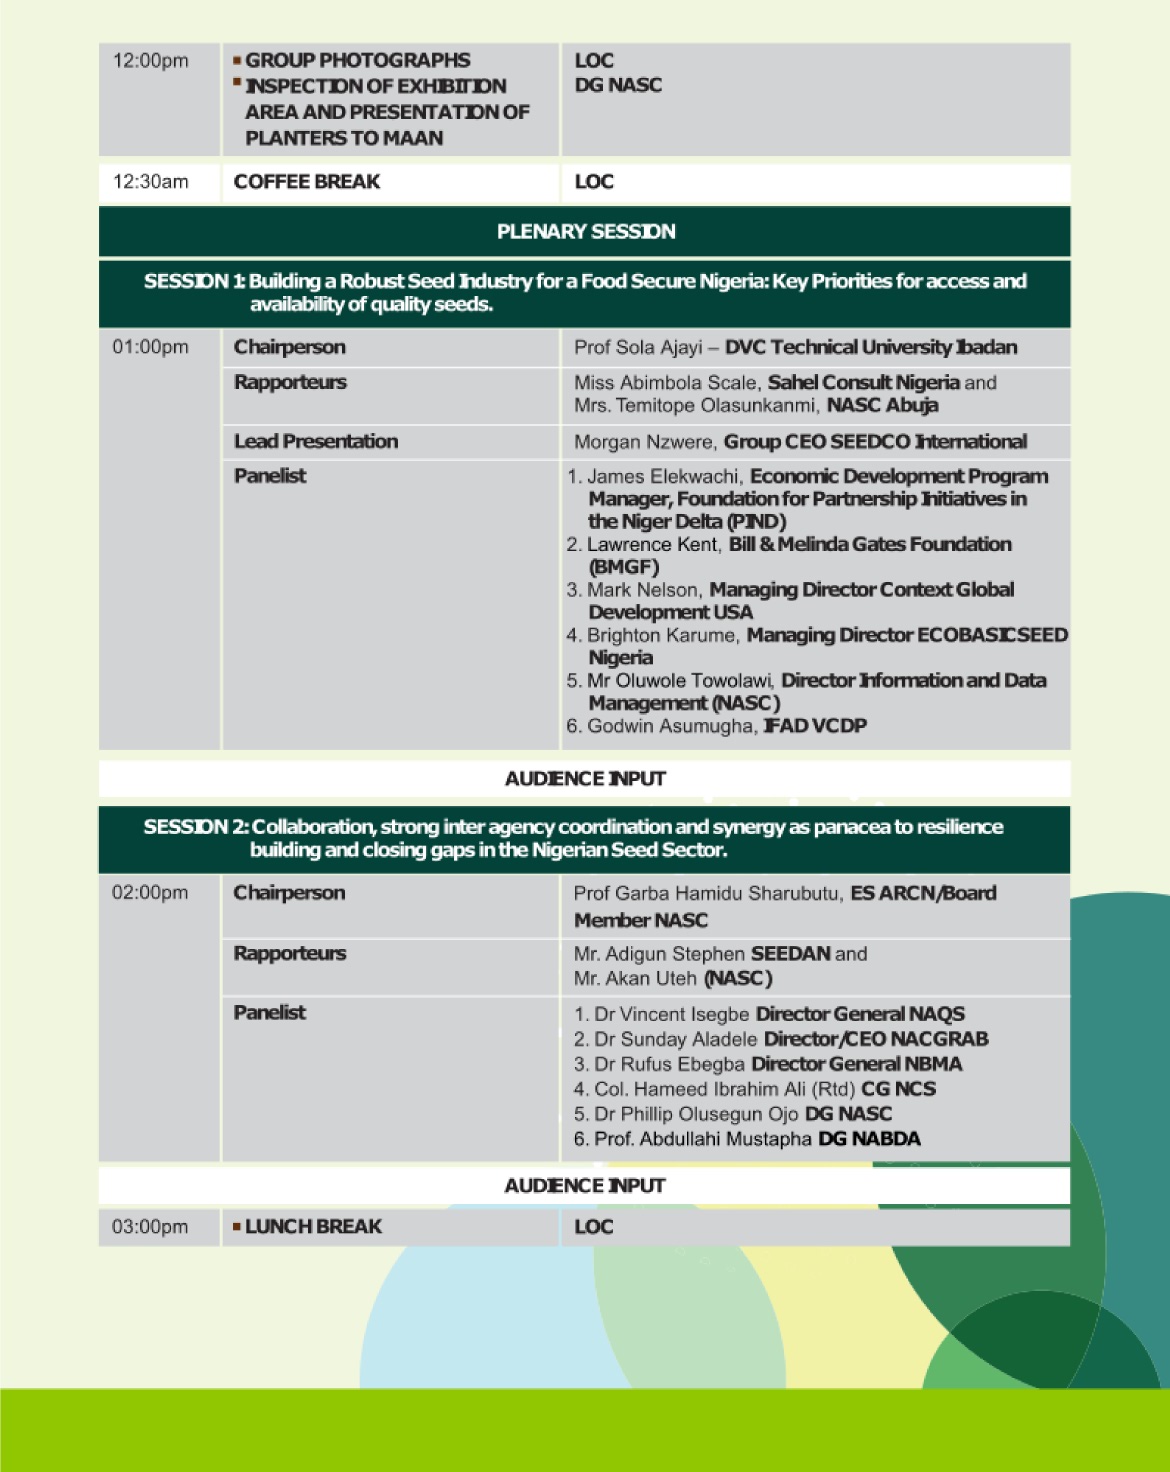 12:00pm ▪ GROUP PHOTOGRAPHS LOC
▪ INSPECTION OF EXHIBITION DG NASC
AREA AND PRESENTATION OF
PLANTERS TO MAAN
12:30am COFFEE BREAK LOC
PLENARY SESSION
SESSION 1: Building a Robust Seed Industry for a Food Secure Nigeria: Key Priorities for access and
availability of quality seeds.
01:00pm Chairperson Prof Sola Ajayi – DVC Technical University Ibadan
Rapporteurs Miss Abimbola Scale, Sahel Consult Nigeria and
Mrs. Temitope Olasunkanmi, NASC Abuja
Lead Presentation Morgan Nzwere, Group CEO SEEDCO International
Panelist 1. James Elekwachi, Economic Development Program
Manager, Foundation for Partnership Initiatives in
the Niger Delta (PIND)
2. Lawrence Kent, Bill & Melinda Gates Foundation
(BMGF)
3. Mark Nelson, Managing Director Context Global
Development USA
4. Brighton Karume, Managing Director ECOBASICSEED
Nigeria
5. Mr Oluwole Towolawi, Director Information and Data
Management (NASC)
6. Godwin Asumugha, IFAD VCDP
AUDIENCE INPUT
SESSION 2: Collaboration, strong inter agency coordination and synergy as panacea to resilience
building and closing gaps in the Nigerian Seed Sector.
02:00pm Chairperson Prof Garba Hamidu Sharubutu, ES ARCN/Board
Member NASC
Rapporteurs Mr. Adigun Stephen SEEDAN and
Mr. Akan Uteh (NASC)
Panelist 1. Dr Vincent Isegbe Director General NAQS
2. Dr Sunday Aladele Director/CEO NACGRAB
3. Dr Rufus Ebegba Director General NBMA
4. Col. Hameed Ibrahim Ali (Rtd) CG NCS
5. Dr Phillip Olusegun Ojo DG NASC
6. Prof. Abdullahi Mustapha DG NABDA
AUDIENCE INPUT
03:00pm ▪ LUNCH BREAK LOC